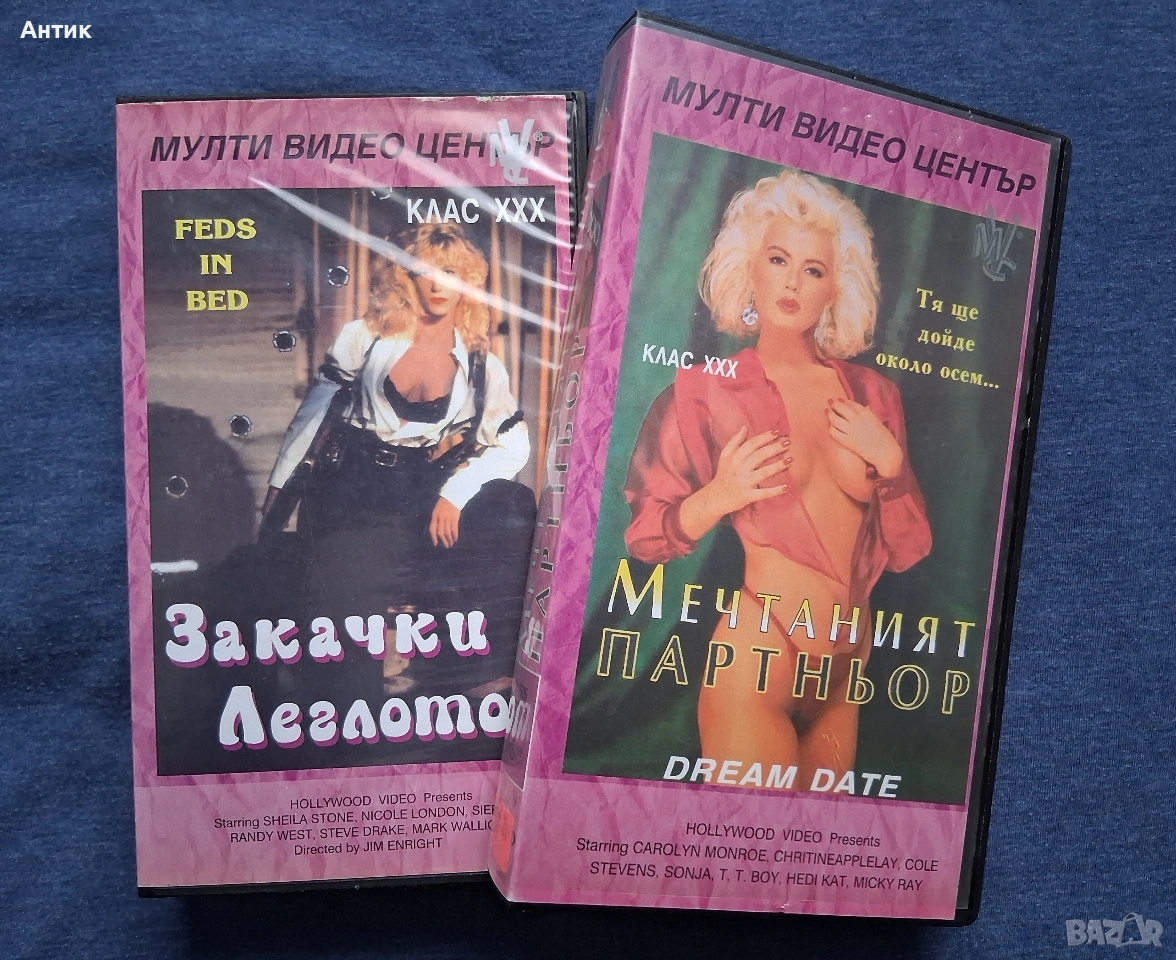 Антик
МУЛТИ ВИДЕО ЦЕНТЪР
КЛАС XXX
FEDS
IN
BED
Закачки
Леглото
HOLLYWOOD VIDEO Presents
Starring SHEILA STONE, NICOLE LONDON,
RANDY WEST, STEVE DRAKE, MARK
Directed by JIM ENRIGHT
МУЛТИ ВИДЕО ЦЕНТЪР
Тя ще
дойде
около осем...
КЛАС XXX
МЕЧТАНИЯТ
ПАРТНЬОР
DREAM DATE
HOLLYWOOD VIDEO Presents
Starring CAROLYN MONROE, CHRITINEAPPLELAY, COLE
STEVENS, SONJA, T. T. BOY, HEDI KAT, MICKY RAY
BAZAR